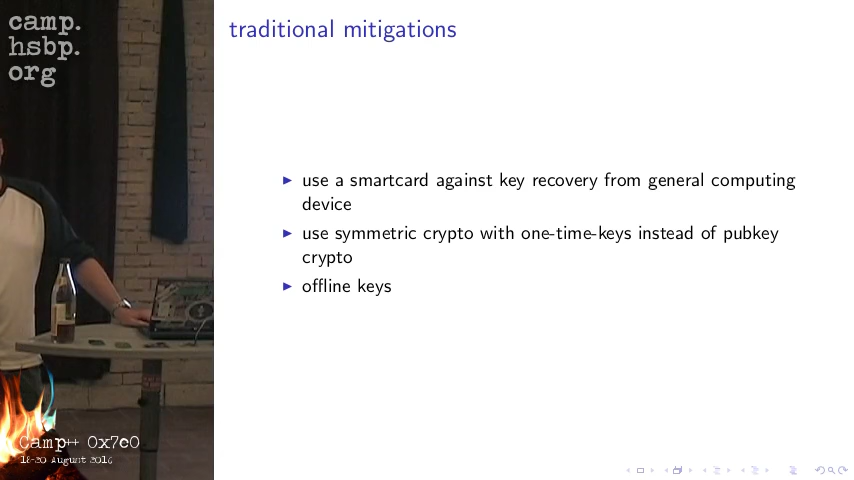 camp.
hsbp.
org
traditional mitigations
use a smartcard against key recovery from general computing
device
use symmetric crypto with one-time-keys instead of pubkey
crypto
offline keys
Camp++ 0x7e0
18-20 August 2016